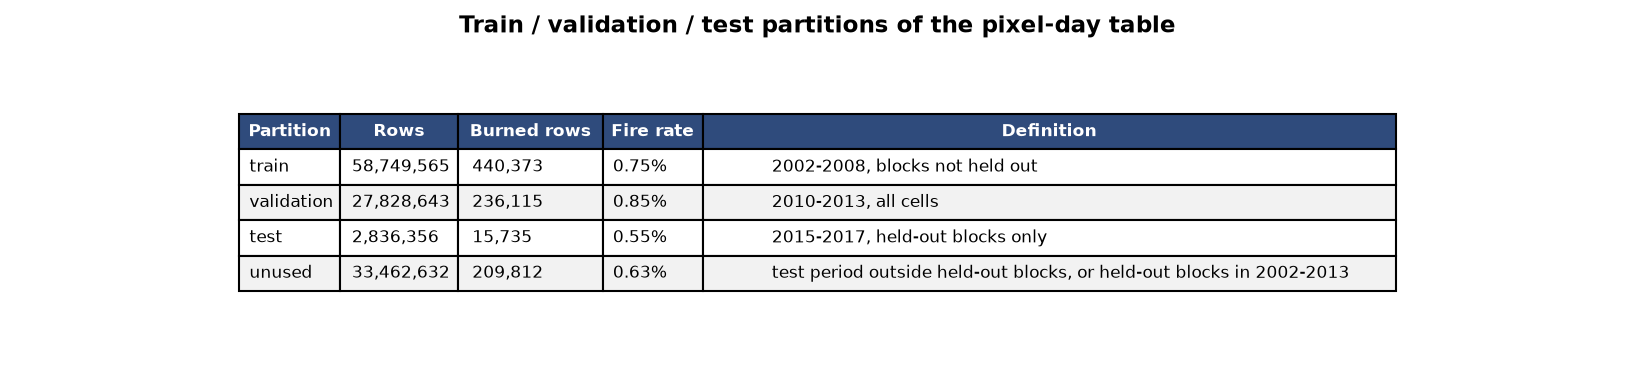 Train / validation / test partitions of the pixel-day table
Partition Rows Burned rows Fire rate Definition
train 58,749,565 440,373 0.75% 2002-2008, blocks not held out
validation 27,828,643 236,115 0.85% 2010-2013, all cells
test 2,836,356 15,735 0.55% 2015-2017, held-out blocks only
unused 33,462,632 209,812 0.63% test period outside held-out blocks, or held-out blocks in 2002-2013